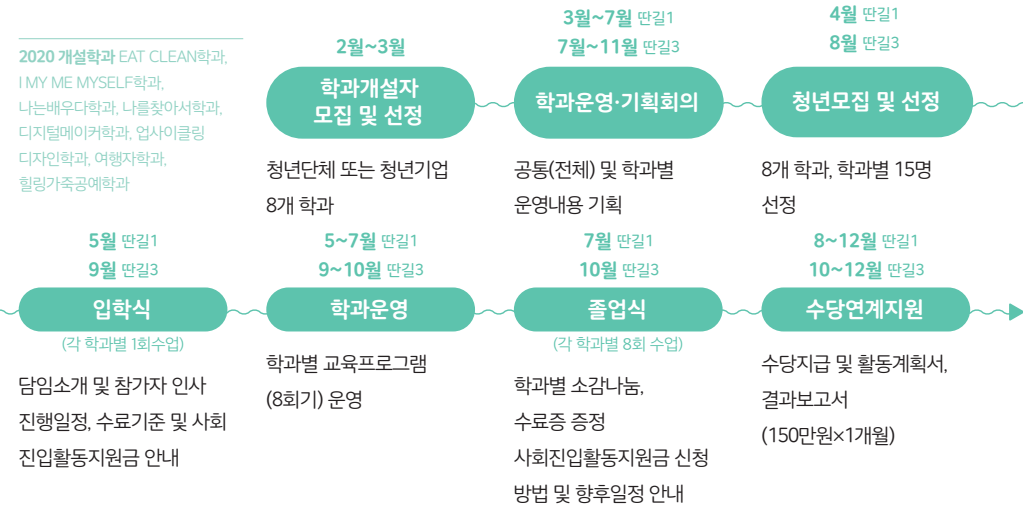 2020 개설학과 EAT CLEAN학과,
I MY ME MYSELF학과,
나는배우다학과, 나를찾아서학과,
디지털메이커학과, 업사이클링
디자인학과, 여행자학과,
힐링가죽공예학과
2월~3월
학과개설자
모집 및 선정
청년단체 또는 청년기업
8개 학과
3월~7월 딴길1
7월~11월 딴길3
학과운영·기획회의
공통(전체) 및 학과별
운영내용 기획
4월 딴길1
8월 딴길3
청년모집 및 선정
8개 학과, 학과별 15명
선정
5월 딴길1
9월 딴길3
입학식
(각 학과별 1회수업)
담임소개 및 참가자 인사
진행일정, 수료기준 및 사회
진입활동지원금 안내
5~7월 딴길1
9~10월 딴길3
학과운영
학과별 교육프로그램
(8회기) 운영
7월 딴길1
10월 딴길3
졸업식
(각 학과별 8회 수업)
학과별 소감나눔,
수료증 증정
사회진입활동지원금 신청
방법 및 향후일정 안내
8~12월 딴길1
10~12월 딴길3
수당연계지원
수당지급 및 활동계획서,
결과보고서
(150만원×1개월)